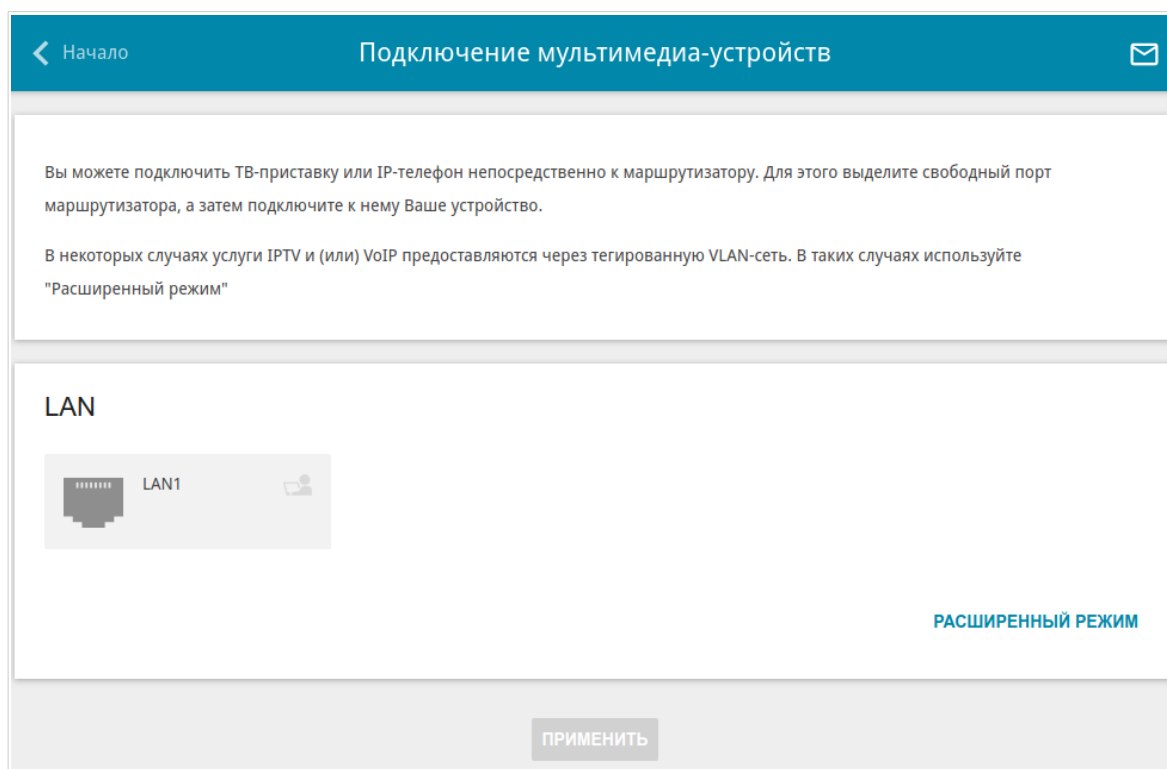 Начало
Подключение мультимедиа-устройств
Вы можете подключить ТВ-приставку или IP-телефон непосредственно к маршрутизатору. Для этого выделите свободный порт
маршрутизатора, а затем подключите к нему Ваше устройство.
В некоторых случаях услуги IPTV и (или) VoIP предоставляются через тегированную VLAN-сеть. В таких случаях используйте
"Расширенный режим"
LAN
LAN1
РАСШИРЕННЫЙ РЕЖИМ
ПРИМЕНИТЬ